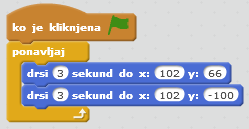 ko je kliknjena
ponavljaj
drsi 3 sekund do x: 102 y: 66
drsi 3 sekund do x: 102 y: -100